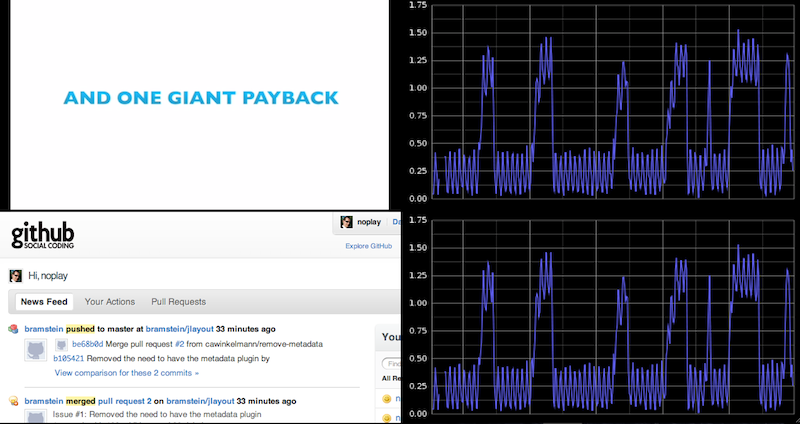 AND ONE GIANT PAYBACK
1.75
1.50
1.25
1.00
0.75
0.50
0.25
0.00
github
SOCIAL CODING
noplay
Da
Explore GitHub
Hi, noplay
News Feed Your Actions Pull Requests
bramstein pushed to master at bramstein/jlayout 33 minutes ago
be68b0d Merge pull request #2 from cawinkelmann/remove-metadata
b105421 Removed the need to have the metadata plugin by
View comparison for these 2 commits »
bramstein merged pull request 2 on bramstein/jlayout 33 minutes ago
Issue #1: Removed the need to have the metadata plugin
You
Find
All Re
n
n
1.75
1.50
1.25
1.00
0.75
0.50
0.25
0.00